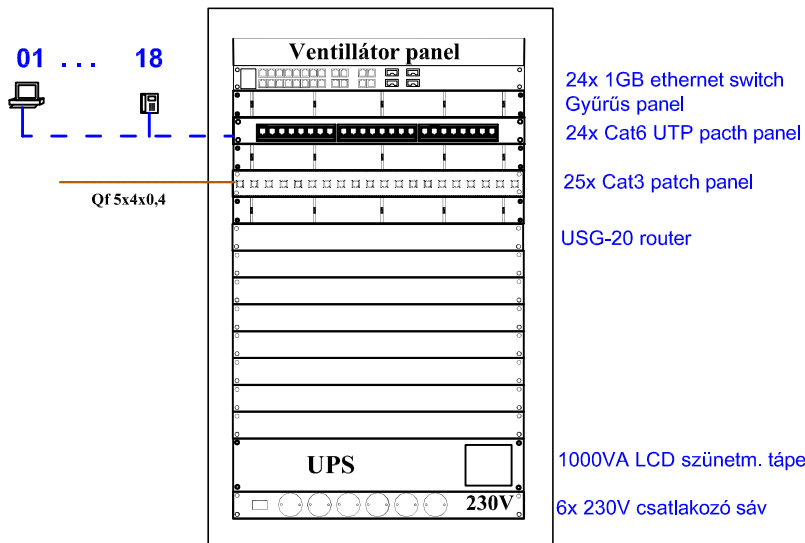 Ventillátor panel
01 . . . 18
24x 1GB ethernet switch
Gyűrűs panel
24x Cat6 UTP pacth panel
25x Cat3 patch panel
Qf 5x4x0,4
USG-20 router
UPS
1000VA LCD szünetm. tápe
230V
6x 230V csatlakozó sáv